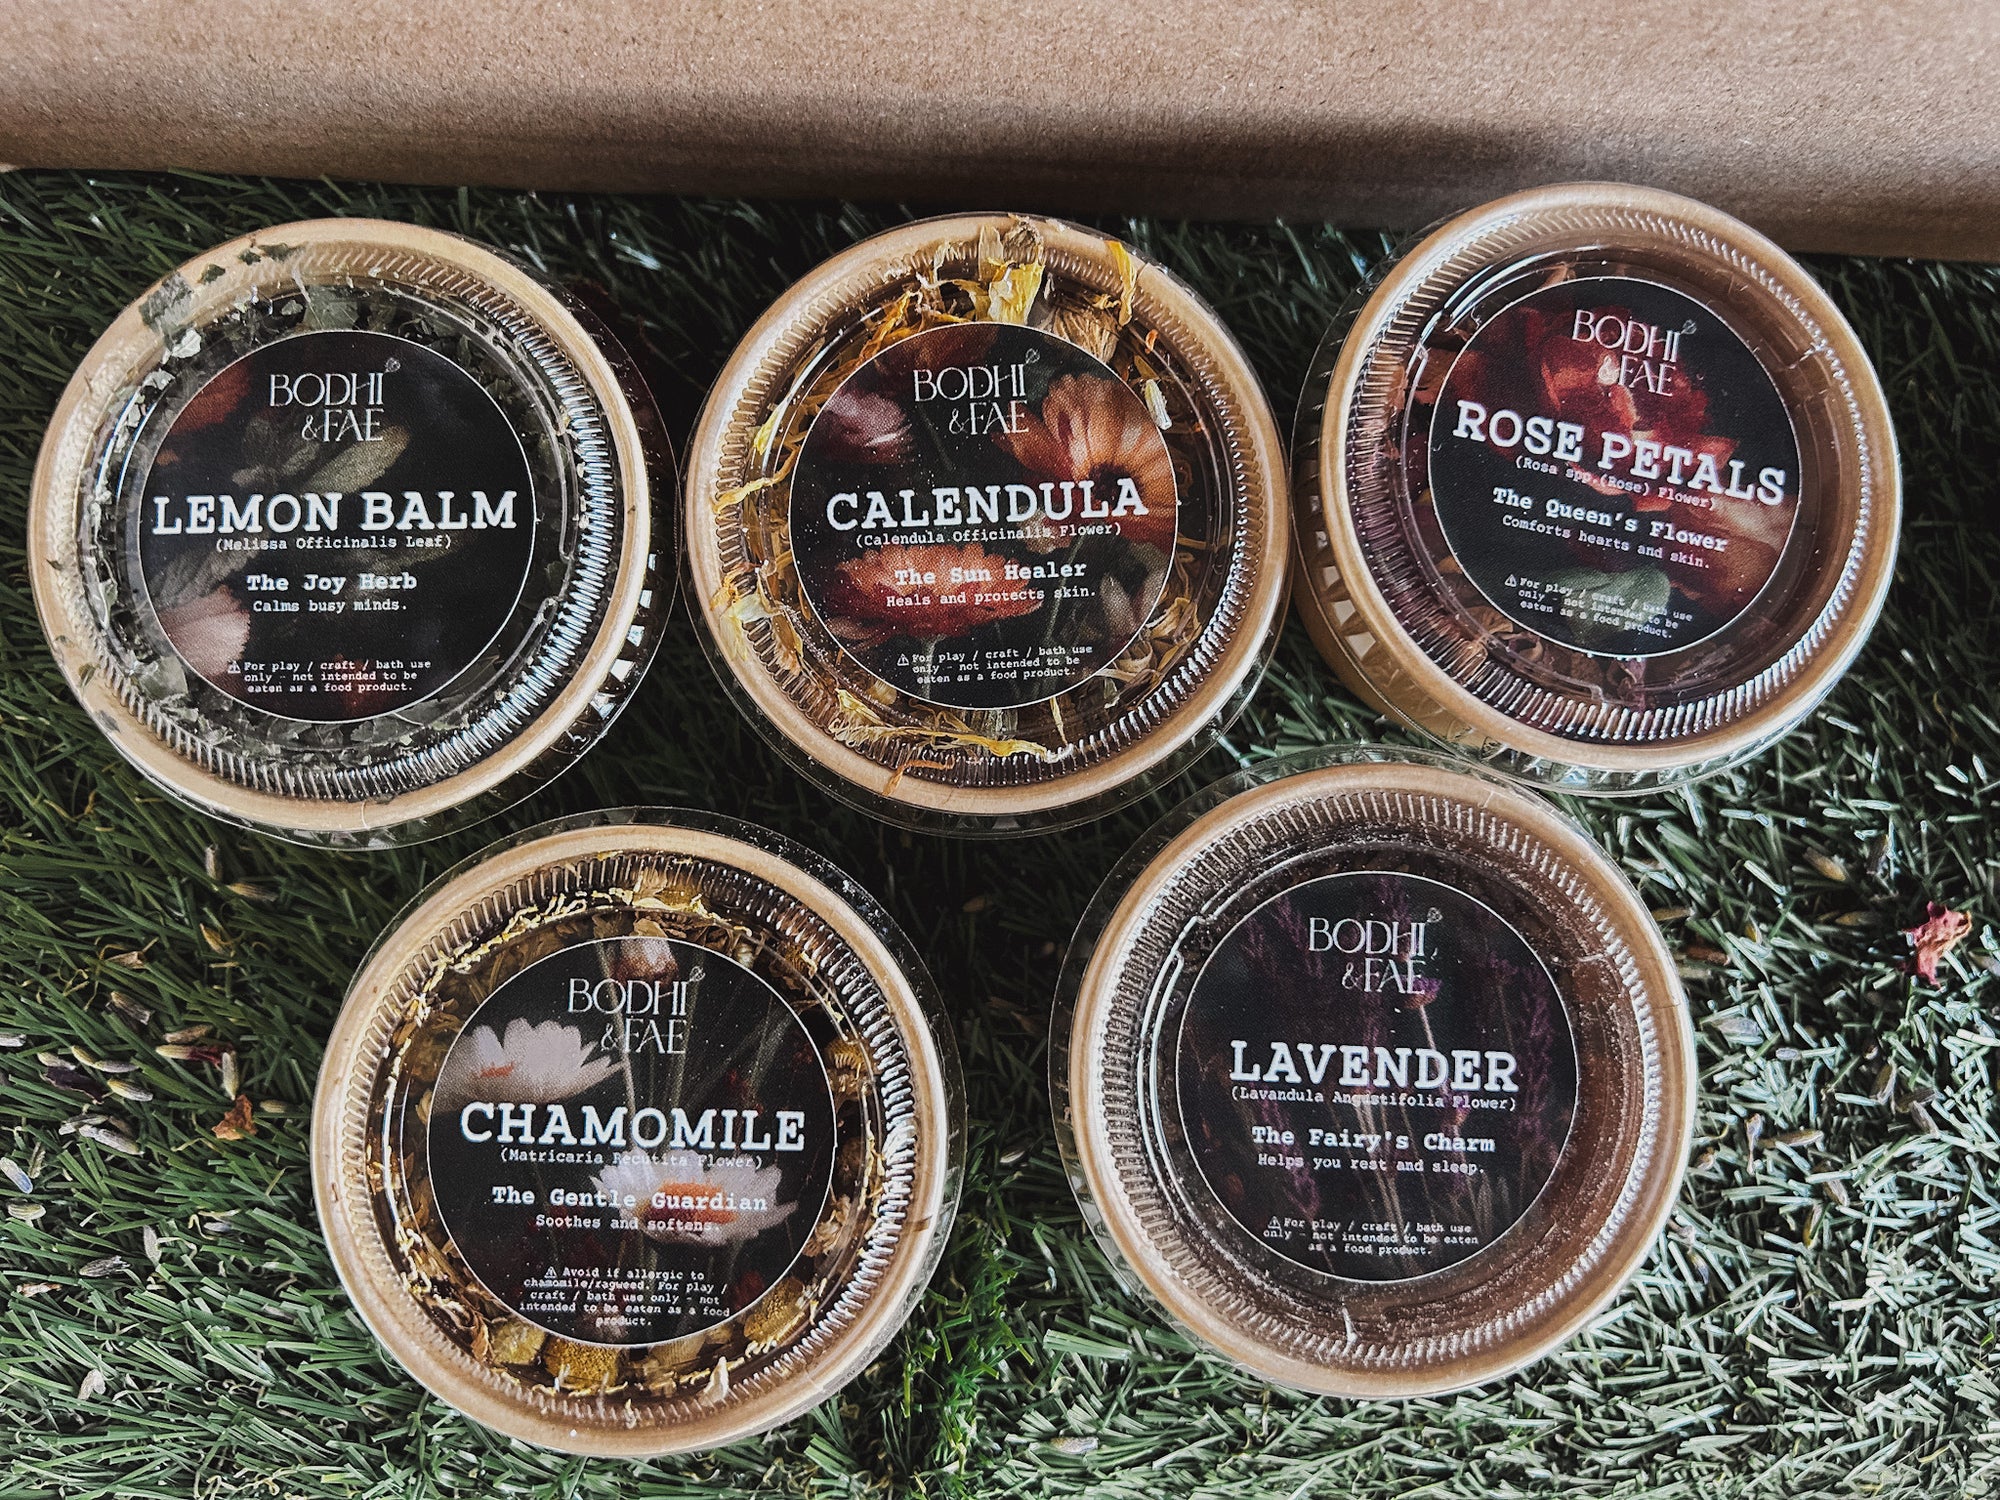 BODHI
&FAE
LEMON BALM
(Melissa Officinalis Leaf)
The Joy Herb
Calms busy minds.
⚠ For play / craft / bath use
only - not intended to be
eaten as a food product.
BODHI
&FAE
CALENDULA
(Calendula Officinalis Flower)
The Sun Healer
Heals and protects skin.
⚠ For play / craft / bath use
only - not intended to be
eaten as a food product.
BODHI
&FAE
ROSE PETALS
(Rosa spp.(Rose) Flower)
The Queen's Flower
Comforts hearts and skin.
⚠ For play / craft / bath use
only - not intended to be
eaten as a food product.
BODHI
&FAE
CHAMOMILE
(Matricaria Recutita Flower)
The Gentle Guardian
Soothes and softens.
⚠ Avoid if allergic to
chamomile/ragweed. For play /
craft / bath use only - not
intended to be eaten as a food
product.
BODHI
&FAE
LAVENDER
(Lavandula Angustifolia Flower)
The Fairy's Charm
Helps you rest and sleep.
⚠ For play / craft / bath use
only - not intended to be eaten
as a food product.